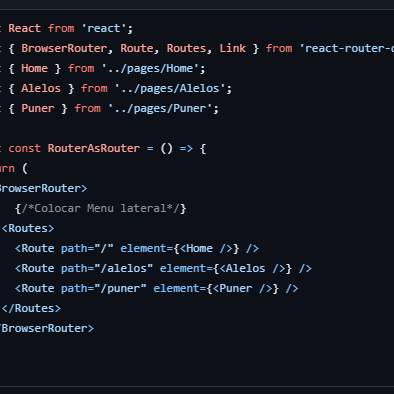 t React from 'react';
t { BrowserRouter, Route, Routes, Link } from 'react-router-d
t { Home } from '../pages/Home';
t { Alelos } from '../pages/Alelos';
t { Puner } from '../pages/Puner';
t const RouterAsRouter = () => {
urn (
BrowserRouter>
{/*Colocar Menu lateral*/}
<Routes>
<Route path="/" element={<Home />} />
<Route path="/alelos" element={<Alelos />} />
<Route path="/puner" element={<Puner />} />
</Routes>
/BrowserRouter>